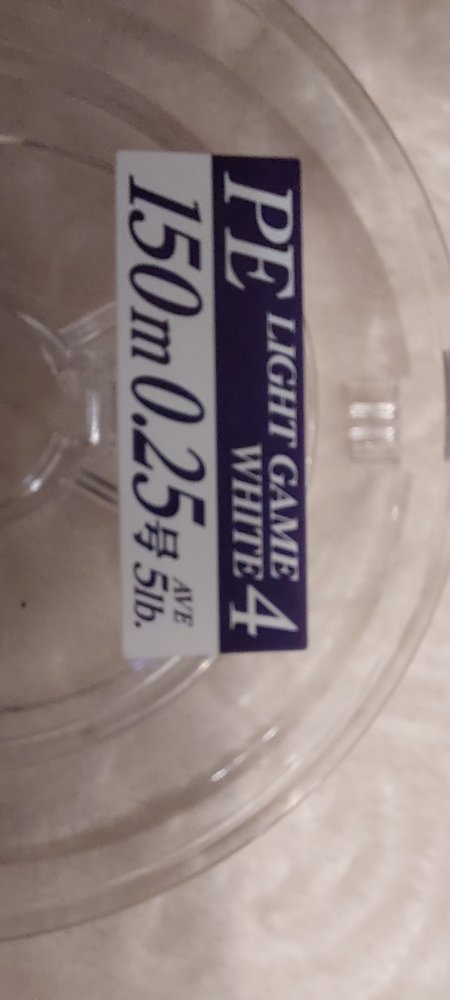 PE LIGHT GAME WHITE 4
150m 0.25号 AVE 5lb.